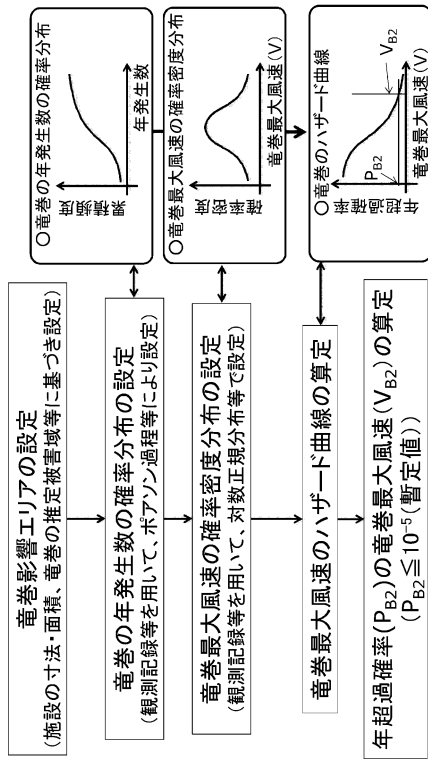 竜巻影響エリアの設定
(施設の寸法・面積、竜巻の推定被害域等に基づき設定)
竜巻の年発生数の確率分布の設定
(観測記録等を用いて、ポアソン過程等により設定)
竜巻最大風速の確率密度分布の設定
(観測記録等を用いて、対数正規分布等で設定)
竜巻最大風速のハザード曲線の算定
年超過確率(PB2)の竜巻最大風速(VB2)の算定
(PB2≦10-5(暫定値))
○竜巻の年発生数の確率分布
累積頻度
年発生数
○竜巻最大風速の確率密度分布
確率密度
竜巻最大風速(V)
○竜巻のハザード曲線
年超過確率
PB2
VB2
竜巻最大風速(V)